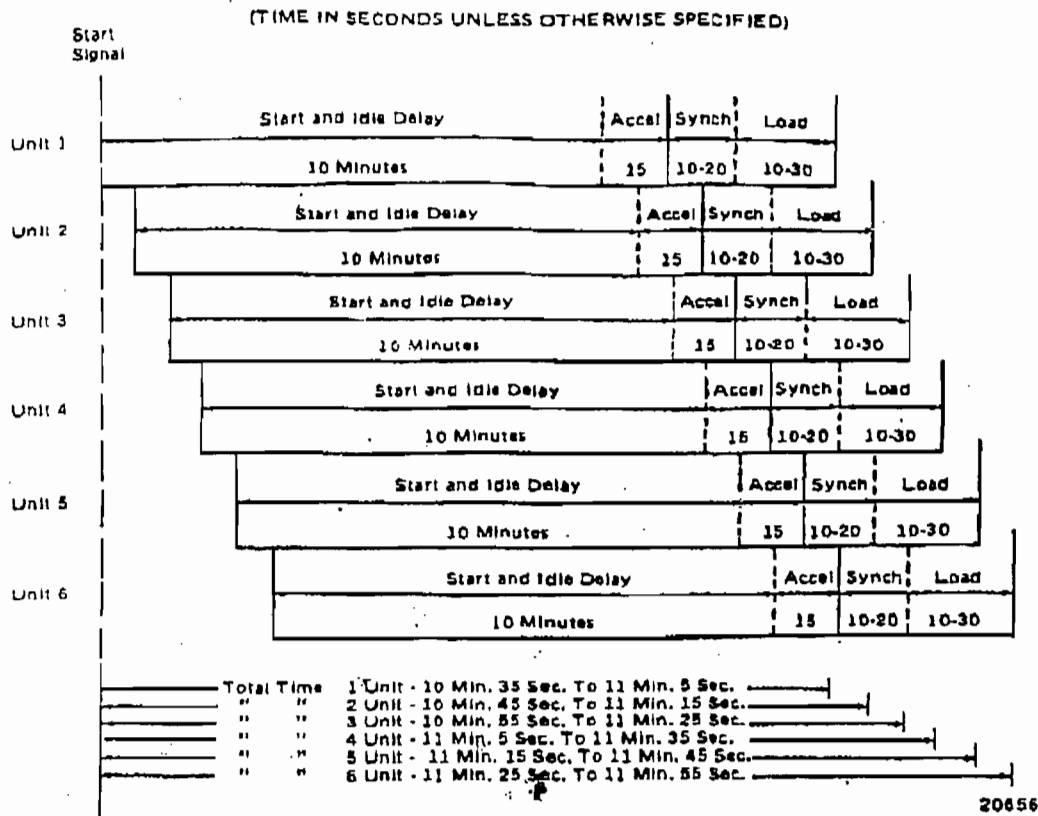 (TIME IN SECONDS UNLESS OTHERWISE SPECIFIED)
Start
Signal
Start and Idle Delay Accel Synch Load
Unit 1
10 Minutes 15 10-20 10-30
Start and Idle Delay Accel Synch Load
Unit 2
10 Minutes 15 10-20 10-30
Start and Idle Delay Accel Synch Load
Unit 3
10 Minutes 15 10-20 10-30
Start and Idle Delay Accel Synch Load
Unit 4
10 Minutes 15 10-20 10-30
Start and Idle Delay Accel Synch Load
Unit 5
10 Minutes 15 10-20 10-30
Start and Idle Delay Accel Synch Load
Unit 6
10 Minutes 15 10-20 10-30
Total Time 1 Unit - 10 Min. 35 Sec. To 11 Min. 5 Sec.
" " 2 Unit - 10 Min. 45 Sec. To 11 Min. 15 Sec.
" " 3 Unit - 10 Min. 55 Sec. To 11 Min. 25 Sec.
" " 4 Unit - 11 Min. 5 Sec. To 11 Min. 35 Sec.
" " 5 Unit - 11 Min. 15 Sec. To 11 Min. 45 Sec.
" " 6 Unit - 11 Min. 25 Sec. To 11 Min. 55 Sec.
20656